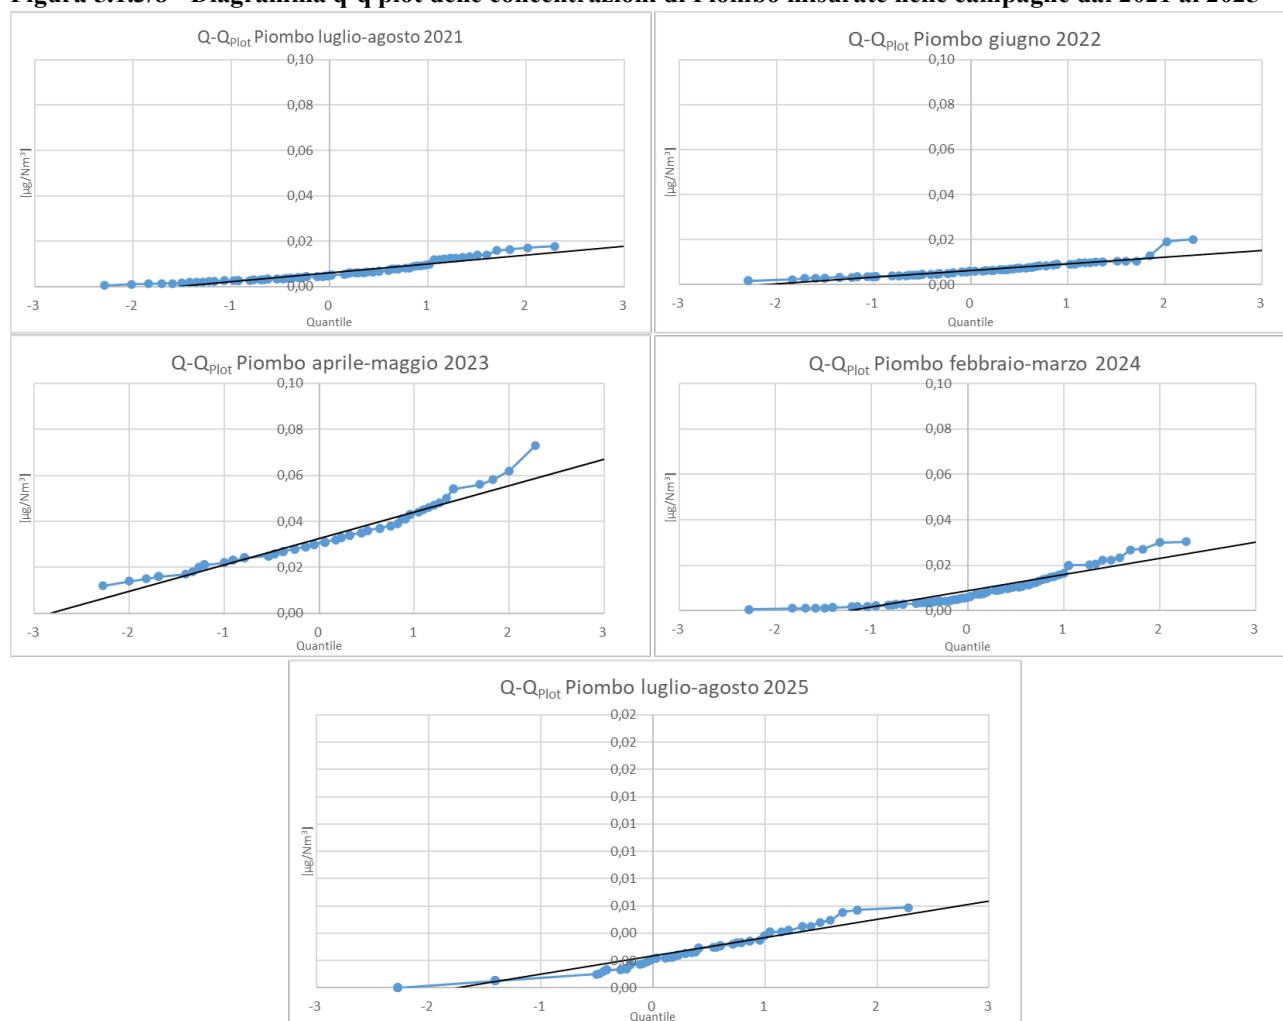 Q-QPlot Piombo luglio-agosto 2021
0,10
0,08
0,06
[µg/Nm³]
0,04
0,02
0,00
-3 -2 -1 0 1 2 3
Quantile
Q-QPlot Piombo giugno 2022
0,10
0,08
0,06
[µg/Nm³]
0,04
0,02
0,00
-3 -2 -1 0 1 2 3
Quantile
Q-QPlot Piombo aprile-maggio 2023
0,10
0,08
0,06
[µg/Nm³]
0,04
0,02
0,00
-3 -2 -1 0 1 2 3
Quantile
Q-QPlot Piombo febbraio-marzo 2024
0,10
0,08
0,06
[µg/Nm³]
0,04
0,02
0,00
-3 -2 -1 0 1 2 3
Quantile
Q-QPlot Piombo luglio-agosto 2025
0,02
0,02
0,02
0,01
0,01
[µg/Nm³]
0,01
0,01
0,01
0,00
0,00
0,00
-3 -2 -1 0 1 2 3
Quantile